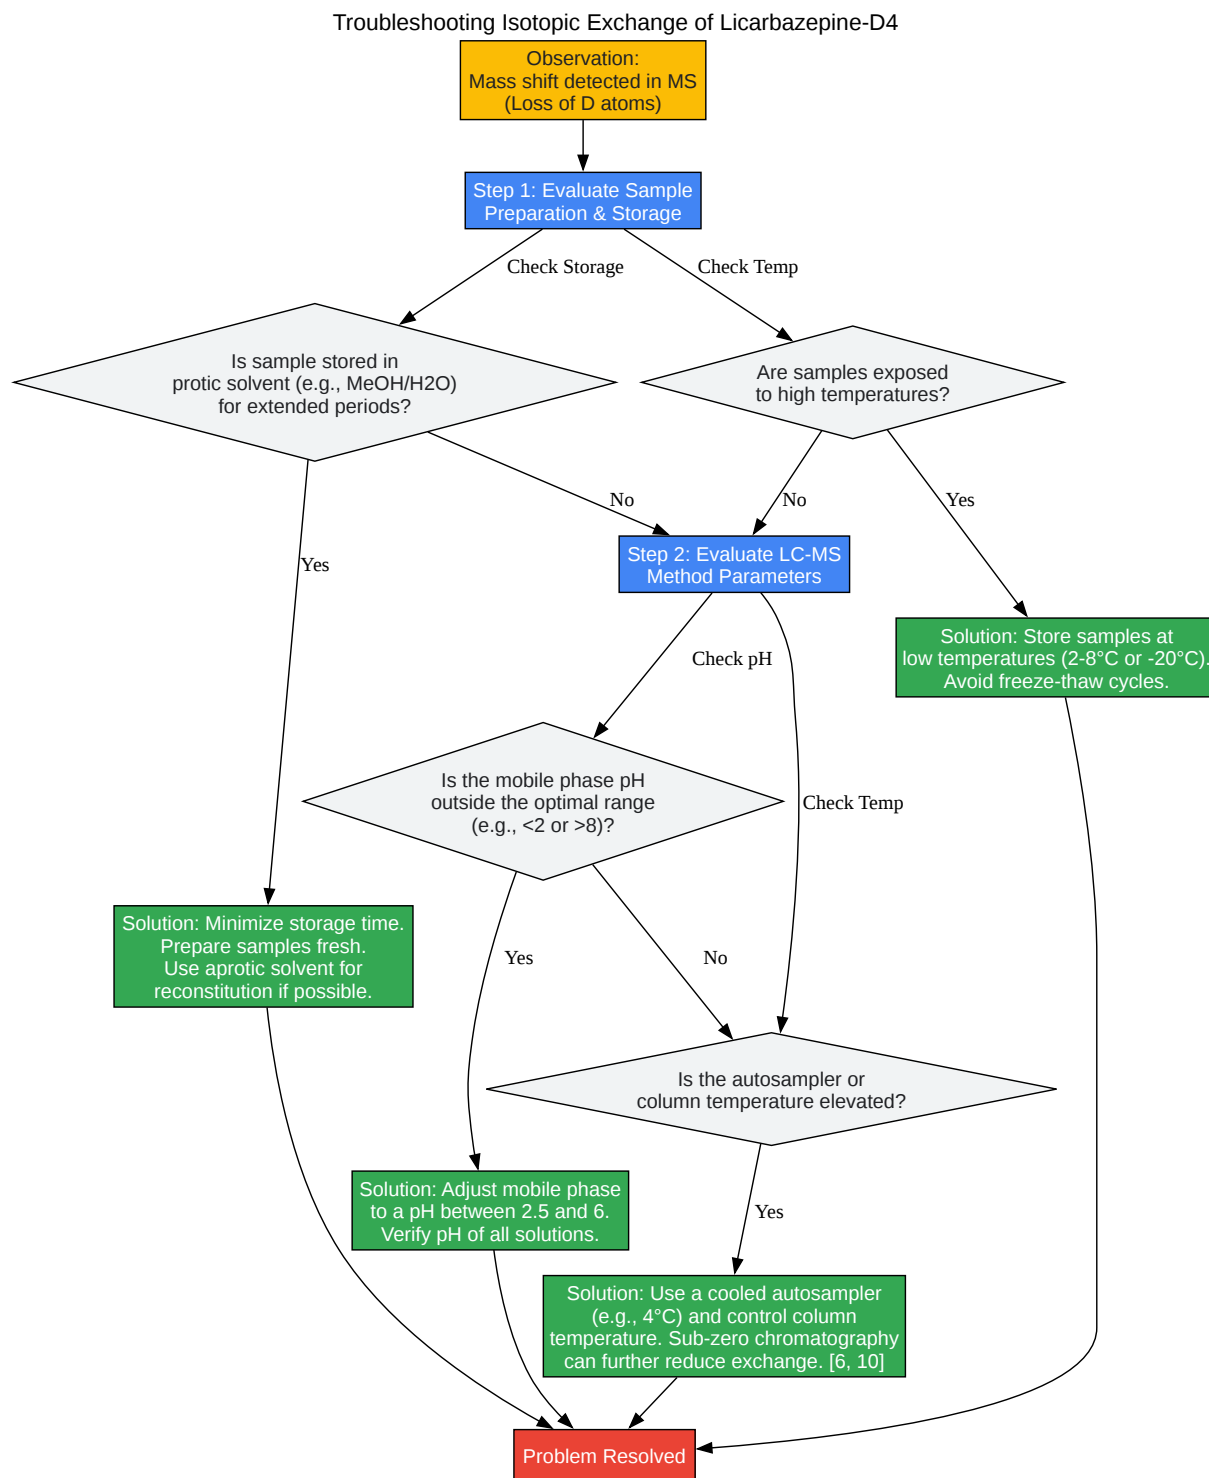 Troubleshooting Isotopic Exchange of Licarbazepine-D4
Observation:
Mass shift detected in MS
(Loss of D atoms)
Step 1: Evaluate Sample
Preparation & Storage
Check Storage
Check Temp
Is sample stored in
protic solvent (e.g., MeOH/H2O)
for extended periods?
Are samples exposed
to high temperatures?
No
No
Yes
Yes
Step 2: Evaluate LC-MS
Method Parameters
Solution: Store samples at
low temperatures (2-8°C or -20°C).
Avoid freeze-thaw cycles.
Check pH
Is the mobile phase pH
outside the optimal range
(e.g., <2 or >8)?
Check Temp
Solution: Minimize storage time.
Prepare samples fresh.
Use aprotic solvent for
reconstitution if possible.
Yes
No
Is the autosampler or
column temperature elevated?
Solution: Adjust mobile phase
to a pH between 2.5 and 6.
Verify pH of all solutions.
Yes
Solution: Use a cooled autosampler
(e.g., 4°C) and control column
temperature. Sub-zero chromatography
can further reduce exchange. [6, 10]
Problem Resolved